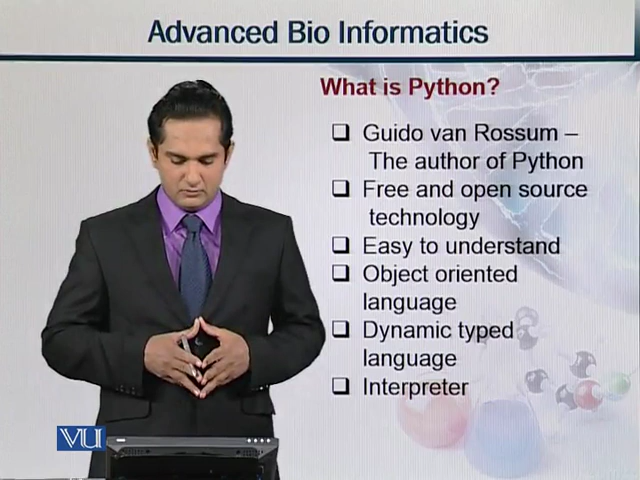 Advanced Bio Informatics
What is Python?
❑ Guido van Rossum –
The author of Python
❑ Free and open source
technology
❑ Easy to understand
❑ Object oriented
language
❑ Dynamic typed
language
❑ Interpreter
VU